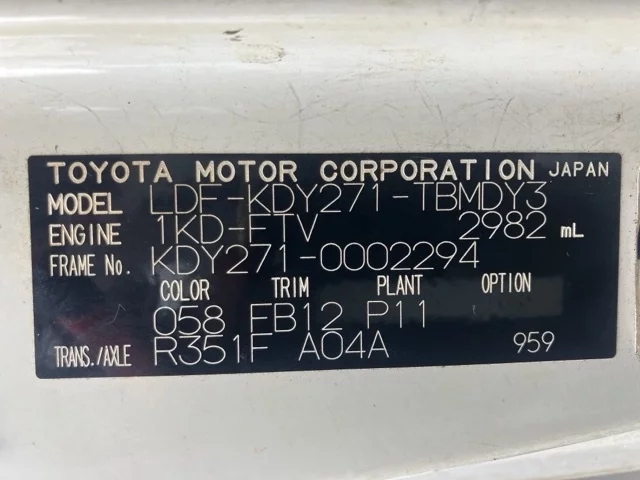 TOYOTA MOTOR CORPORATION JAPAN
MODEL LDF-KDY271-TBMDY3
ENGINE 1KD-FTV 2982 mL
FRAME No. KDY271-0002294
COLOR TRIM PLANT OPTION
058 FB12 P11
TRANS./AXLE R351F A04A 959